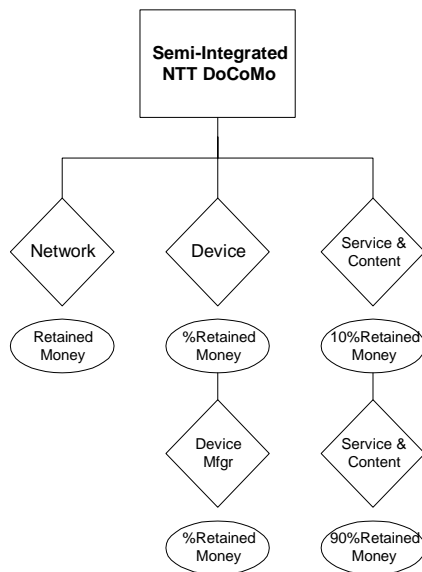 Semi-Integrated
NTT DoCoMo
Network
Device
Service &
Content
Retained
Money
%Retained
Money
10%Retained
Money
Device
Mfgr
Service &
Content
%Retained
Money
90%Retained
Money